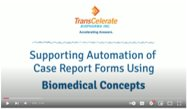 TransCelerate
BIOPHARMA INC.
Accelerating Answers.
Supporting Automation of
Case Report Forms Using
Biomedical Concepts